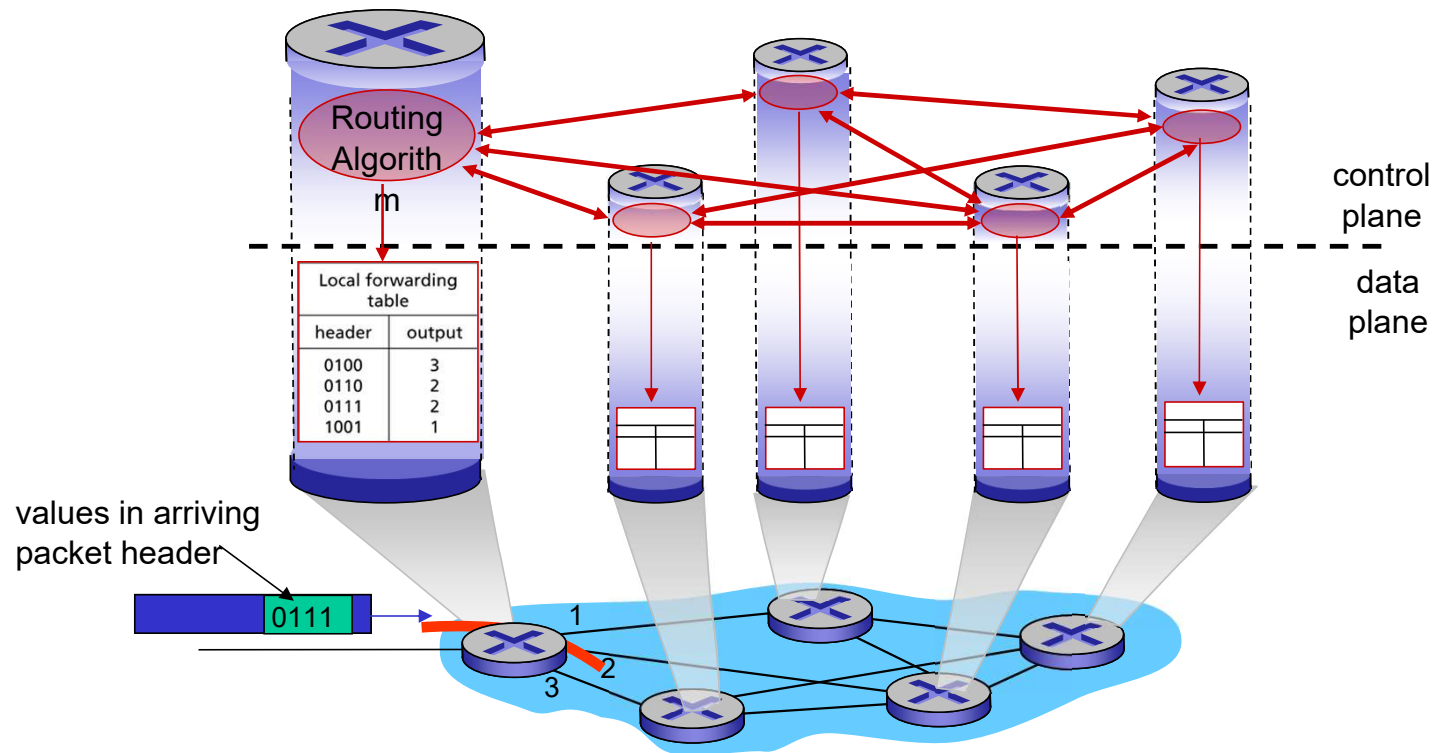 Routing
Algorith
m
control
plane
data
plane
Local forwarding
table
header output
0100 3
0110 2
0111 2
1001 1
values in arriving
packet header
0111
1
2
3